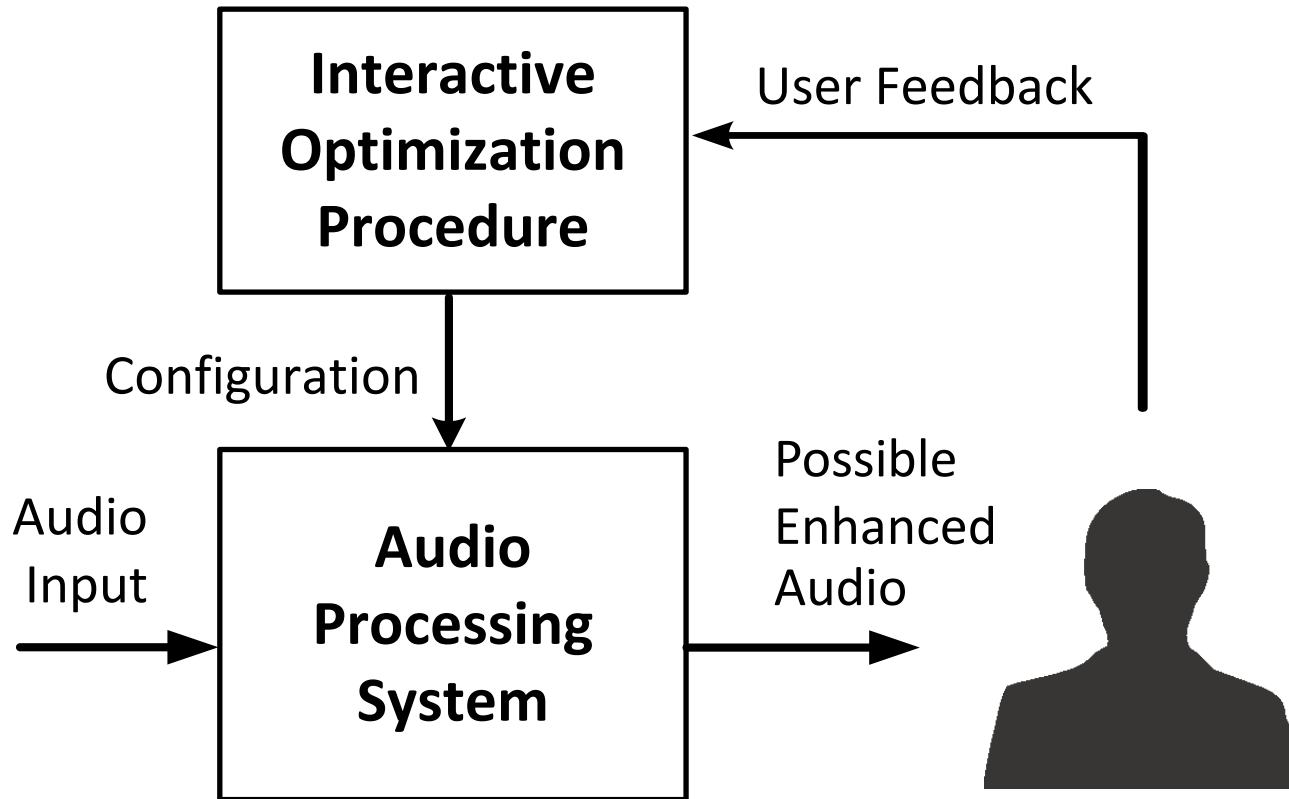 Interactive
Optimization
Procedure
User Feedback
Configuration
Audio
Input
Audio
Processing
System
Possible
Enhanced
Audio